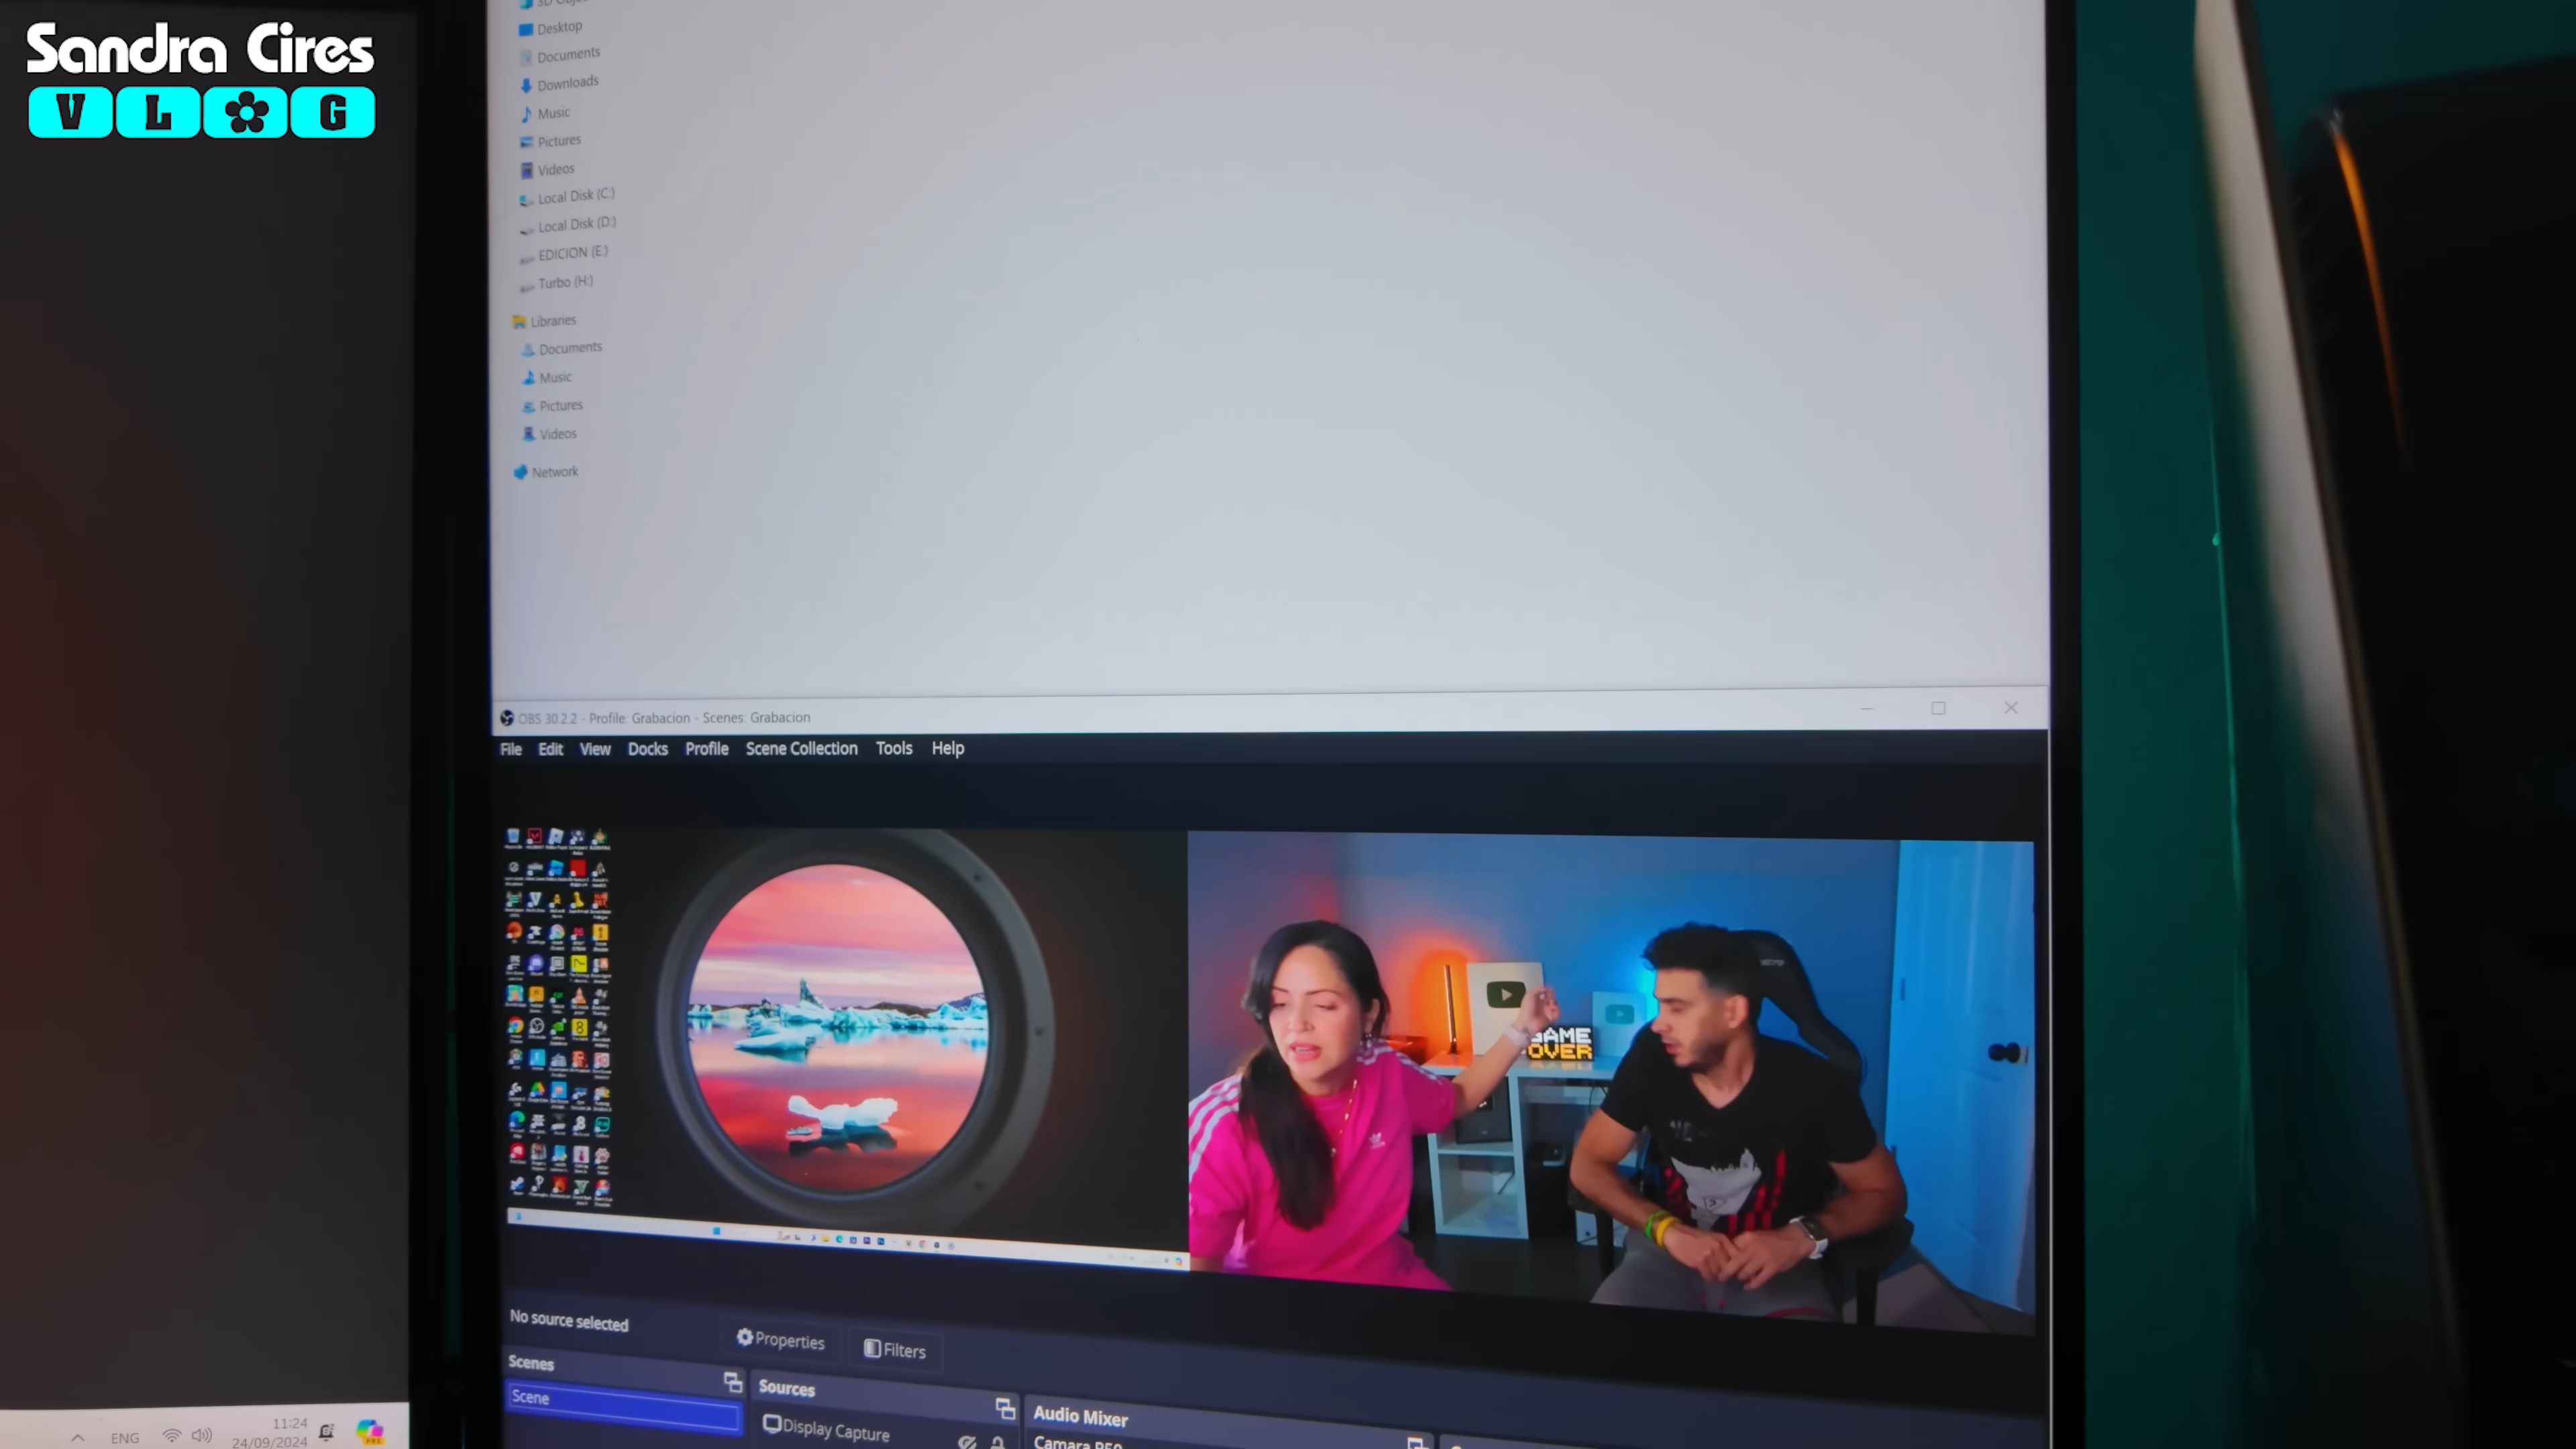 Sandra Cires
VL G
Desktop
Documents
Downloads
Music
Pictures
Videos
Local Disk (C:)
Local Disk (D:)
EDICION (E:)
Turbo (H:)
Libraries
Documents
Music
Pictures
Videos
Network
OBS 30.2.2 - Profile: Grabacion - Scenes: Grabacion
File Edit View Docks Profile Scene Collection Tools Help
GAME
OVER
No source selected
Properties
Filters
Scenes
Scene
Sources
Display Capture
Audio Mixer
ENG
11:24
24/09/2024